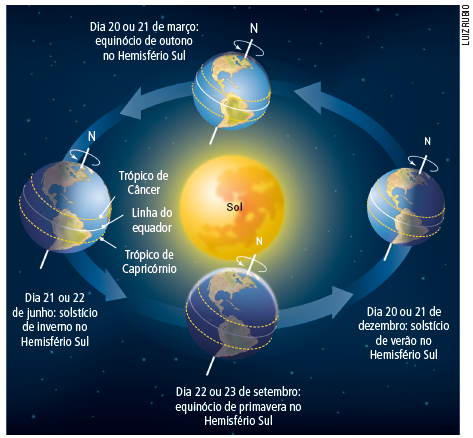 LUIZ RUBIO
Dia 20 ou 21 de março:
equinócio de outono
no Hemisfério Sul
N
N
Trópico de
Câncer
Linha do
equador
Trópico de
Capricórnio
Sol
N
N
Dia 21 ou 22
de junho: solstício
de inverno no
Hemisfério Sul
Dia 20 ou 21 de
dezembro: solstício
de verão no
Hemisfério Sul
Dia 22 ou 23 de setembro:
equinócio de primavera no
Hemisfério Sul